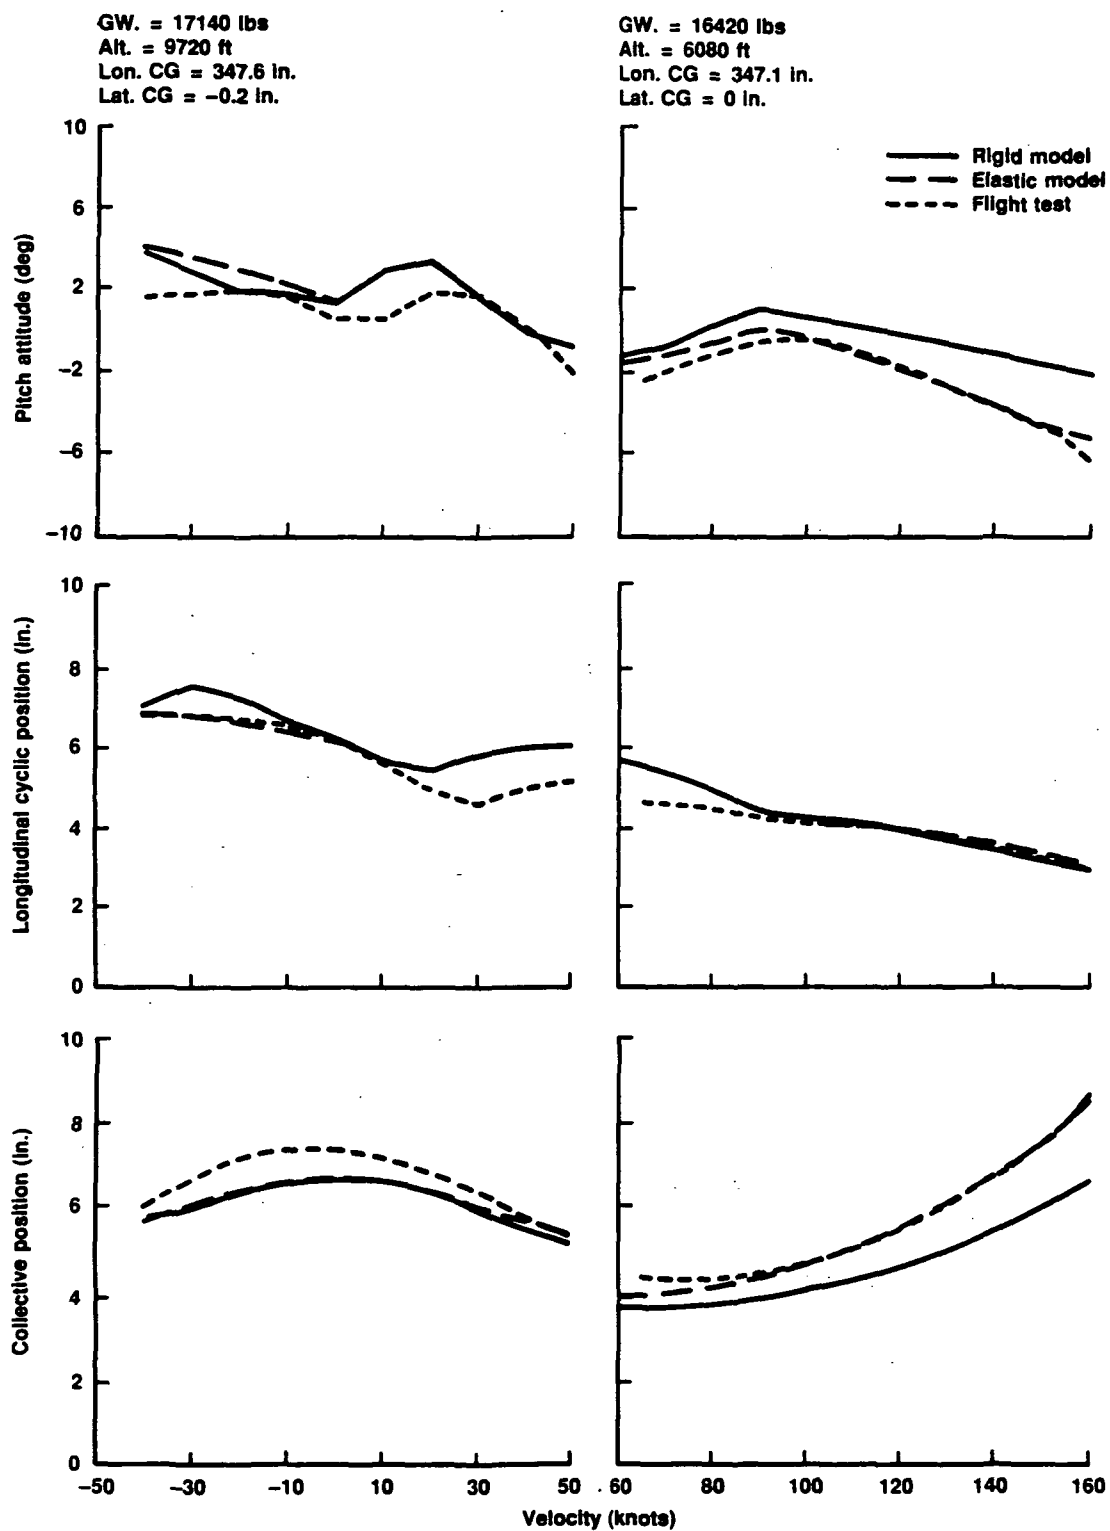 GW. = 17140 lbs
Alt. = 9720 ft
Lon. CG = 347.6 in.
Lat. CG = −0.2 in.
GW. = 16420 lbs
Alt. = 6080 ft
Lon. CG = 347.1 in.
Lat. CG = 0 in.
Rigid model
Elastic model
Flight test
Pitch attitude (deg)
10
6
2
−2
−6
−10
Longitudinal cyclic position (in.)
10
8
6
4
2
0
Collective position (in.)
10
8
6
4
2
0
−50 −30 −10 10 30 50 60 80 100 120 140 160
Velocity (knots)